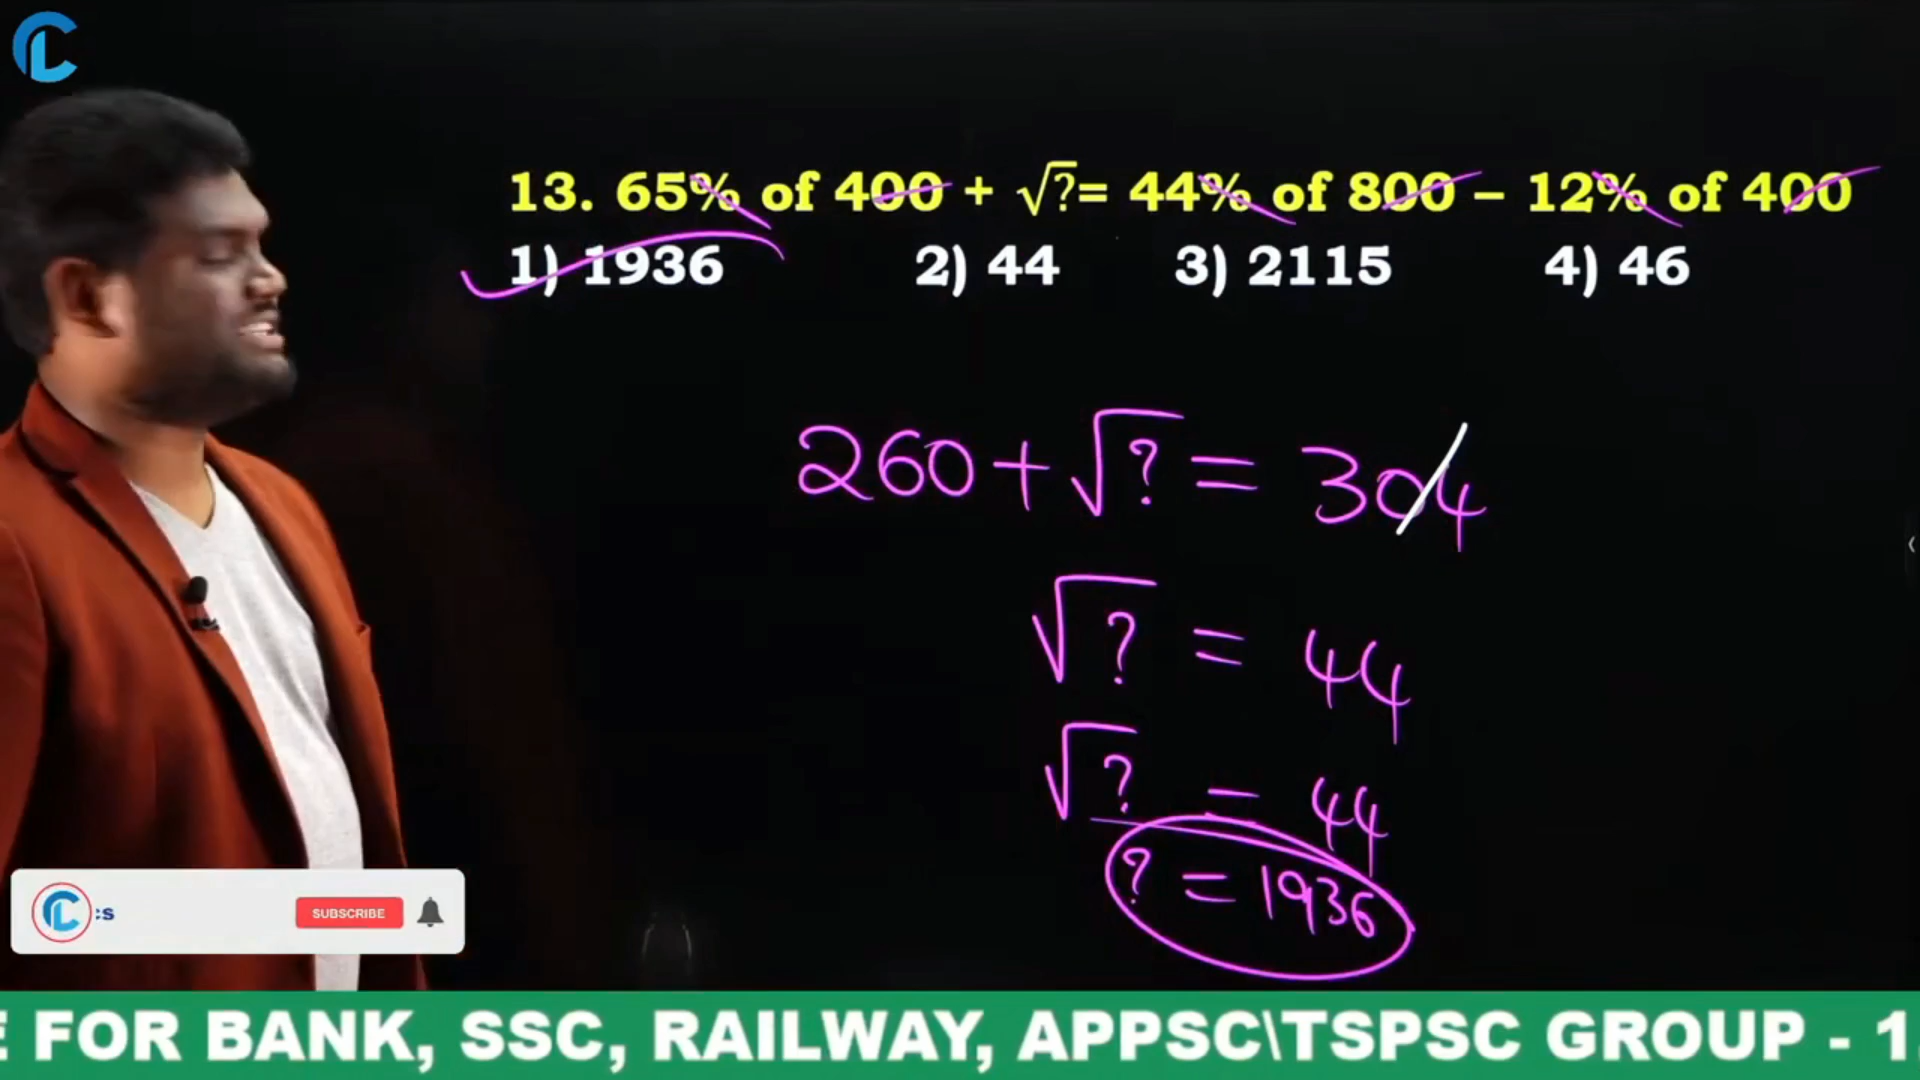 13. 65% of 400 + √?= 44% of 800 - 12% of 400
1) 1936 2) 44 3) 2115 4) 46
260 + √? = 304
√? = 44
√? = 44
? = 1936
:s SUBSCRIBE
FOR BANK, SSC, RAILWAY, APPSC\TSPSC GROUP - 1